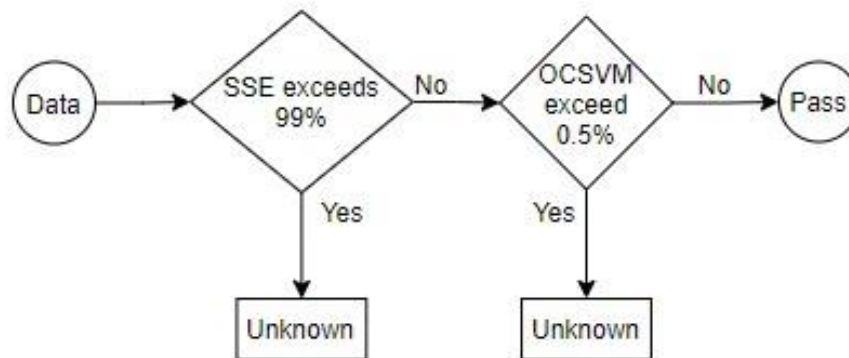 Data
SSE exceeds
99%
No
Yes
Unknown
OCSVM
exceed
0.5%
No
Yes
Unknown
Pass